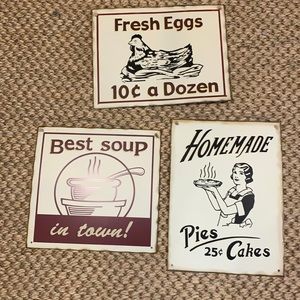 Fresh Eggs
10¢ a Dozen
Best soup
in town!
HOMEMADE
Pies
25¢ Cakes